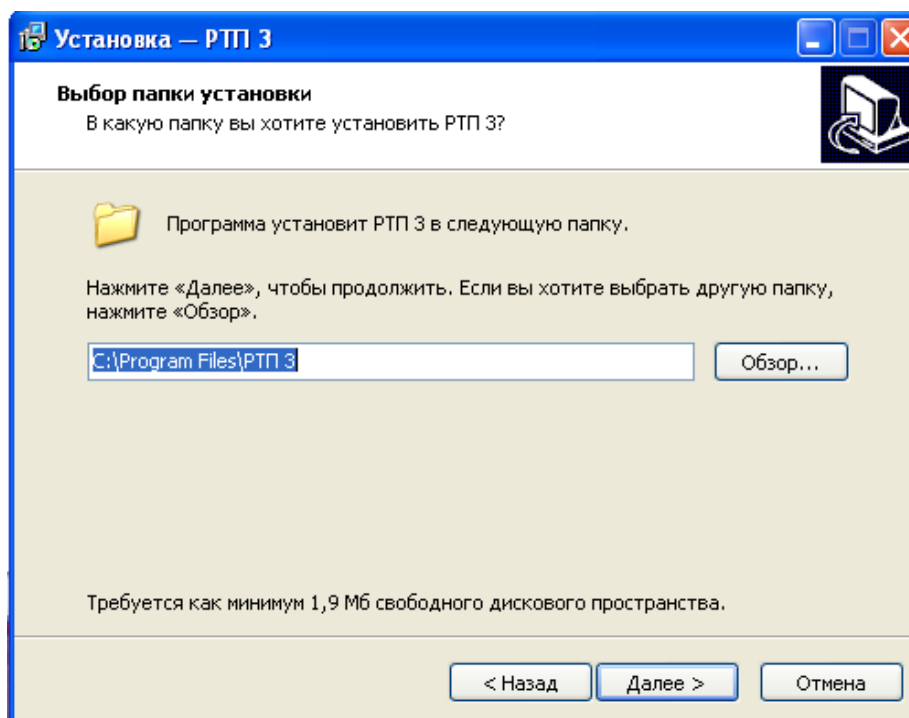 Установка — РТП 3
Выбор папки установки
В какую папку вы хотите установить РТП 3?
Программа установит РТП 3 в следующую папку.
Нажмите «Далее», чтобы продолжить. Если вы хотите выбрать другую папку,
нажмите «Обзор».
C:\Program Files\РТП 3
Обзор...
Требуется как минимум 1,9 Мб свободного дискового пространства.
< Назад
Далее >
Отмена